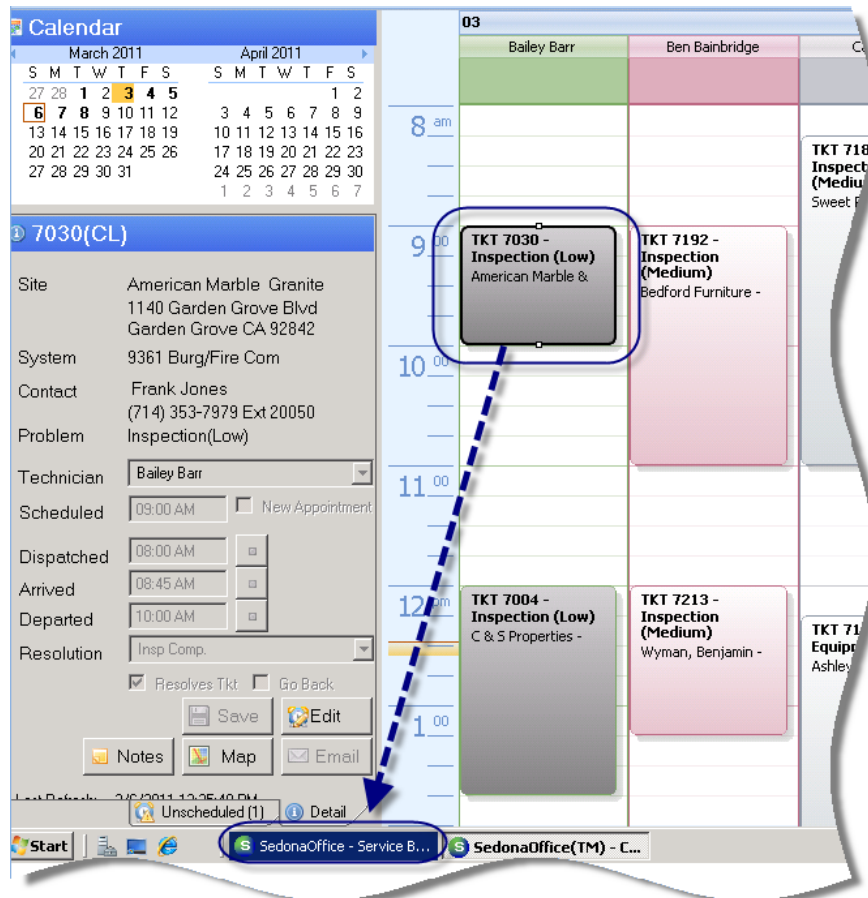 Calendar
March 2011
S M T W T F S
27 28 1 2 3 4 5
6 7 8 9 10 11 12
13 14 15 16 17 18 19
20 21 22 23 24 25 26
27 28 29 30 31
April 2011
S M T W T F S
1 2
3 4 5 6 7 8 9
10 11 12 13 14 15 16
17 18 19 20 21 22 23
24 25 26 27 28 29 30
1 2 3 4 5 6 7
7030(CL)
Site American Marble Granite
1140 Garden Grove Blvd
Garden Grove CA 92842
System 9361 Burg/Fire Com
Contact Frank Jones
(714) 353-7979 Ext 20050
Problem Inspection(Low)
Technician Bailey Barr
Scheduled 09:00 AM New Appointment
Dispatched 08:00 AM
Arrived 08:45 AM
Departed 10:00 AM
Resolution Insp Comp.
Resolves Tkt Go Back
Save Edit
Notes Map Email
Unscheduled (1) Detail
03
Bailey Barr Ben Bainbridge
8 am
9 00
10 00
11 00
12 pm
1 00
TKT 7030 -
Inspection (Low)
American Marble &
TKT 7192 -
Inspection
(Medium)
Bedford Furniture -
TKT 718
Inspect
(Mediu
Sweet
TKT 7004 -
Inspection (Low)
C & S Properties -
TKT 7213 -
Inspection
(Medium)
Wyman, Benjamin -
TKT 71
Equip
Ashley
Start SedonaOffice - Service B... SedonaOffice(TM) - C...